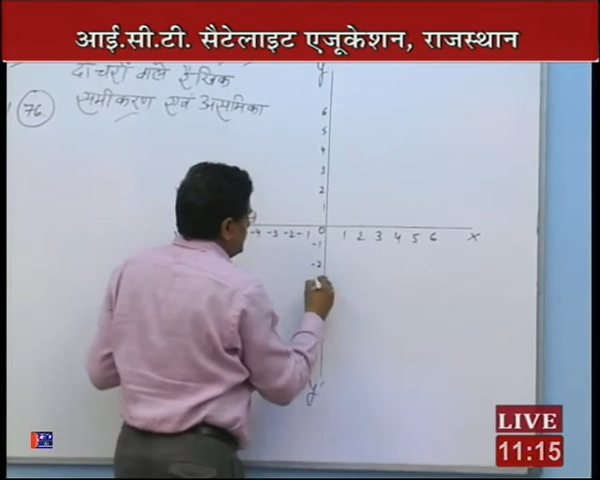 आई.सी.टी. सैटेलाइट एजूकेशन, राजस्थान
दो चरों वाले रैखिक
76. समीकरण एवं असमिका
y
6
5
4
3
2
1
-4 -3 -2 -1 0 1 2 3 4 5 6 x
-1
-2
y'
LIVE
11:15